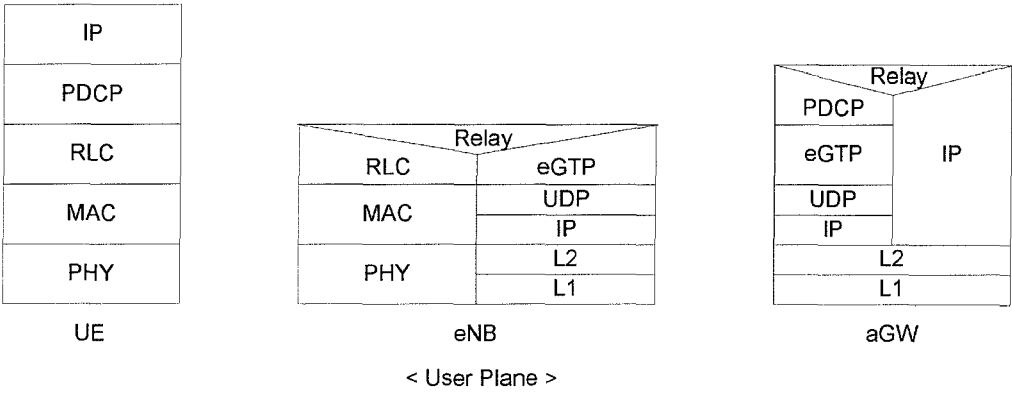 IP
PDCP
RLC
MAC
PHY
UE
Relay
RLC
eGTP
MAC
UDP
IP
PHY
L2
L1
eNB
Relay
PDCP
eGTP
IP
UDP
IP
L2
L1
aGW
< User Plane >